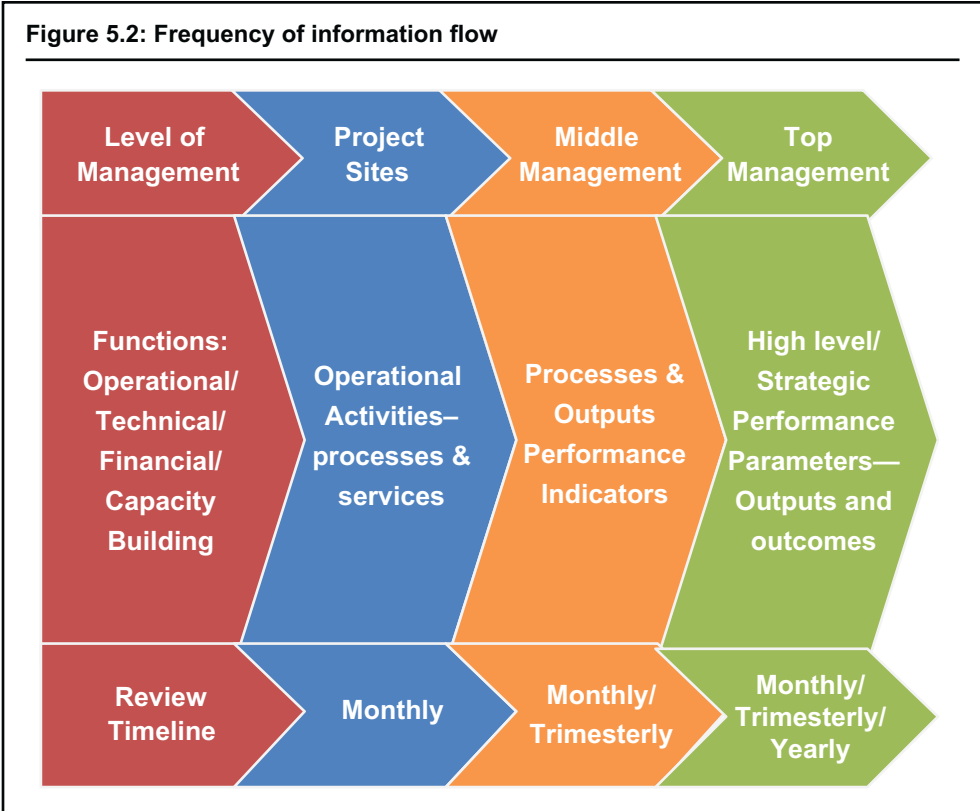 Figure 5.2: Frequency of information flow
Level of
Management
Project
Sites
Middle
Management
Top
Management
Functions:
Operational/
Technical/
Financial/
Capacity
Building
Operational
Activities–
processes &
services
Processes &
Outputs
Performance
Indicators
High level/
Strategic
Performance
Parameters—
Outputs and
outcomes
Review
Timeline
Monthly
Monthly/
Trimesterly
Monthly/
Trimesterly/
Yearly